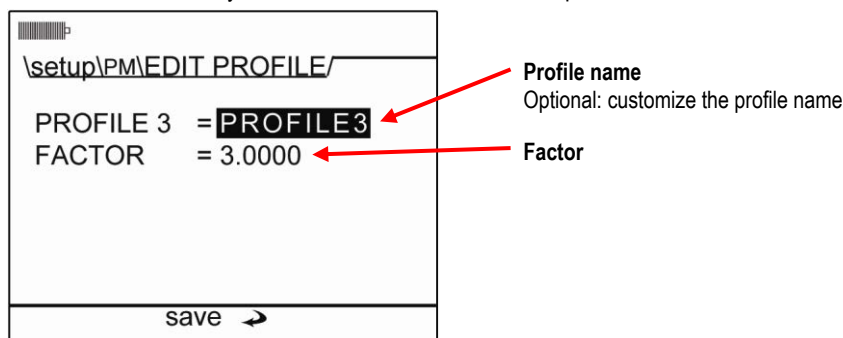 \setup\PM\EDIT PROFILE/
PROFILE 3 = PROFILE3
FACTOR = 3.0000
save
Profile name
Optional: customize the profile name
Factor